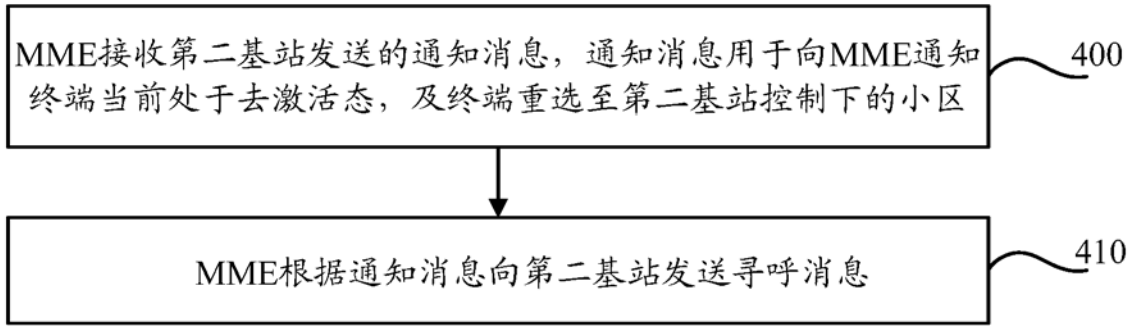 MME接收第二基站发送的通知消息，通知消息用于向MME通知
终端当前处于去激活态，及终端重选至第二基站控制下的小区
400
MME根据通知消息向第二基站发送寻呼消息
410